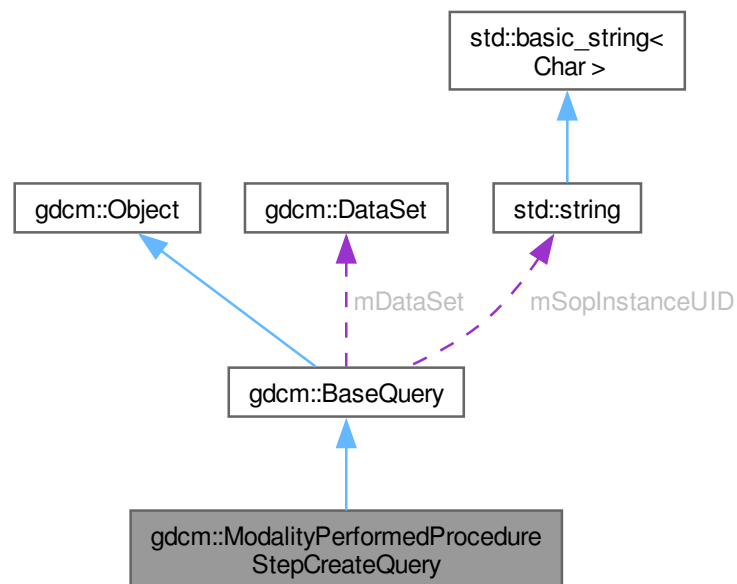 std::basic_string<
Char >
gdcm::Object
gdcm::DataSet
std::string
mDataSet
mSopInstanceUID
gdcm::BaseQuery
gdcm::ModalityPerformedProcedure
StepCreateQuery